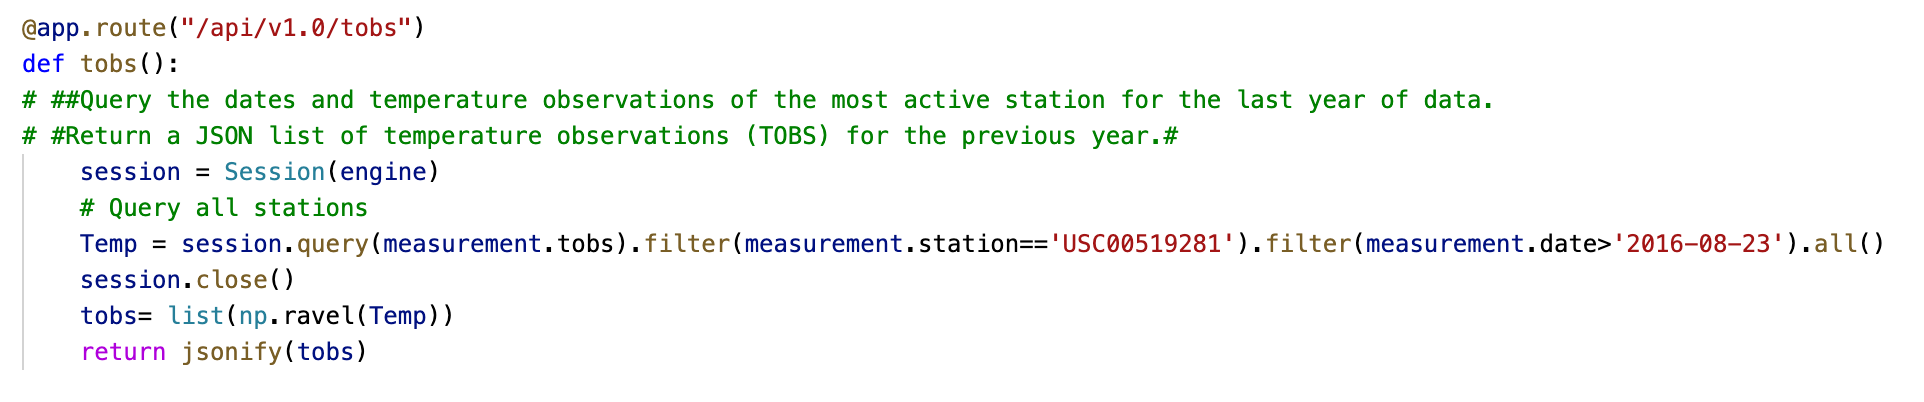 @app.route("/api/v1.0/tobs")
def tobs():
# ##Query the dates and temperature observations of the most active station for the last year of data.
# #Return a JSON list of temperature observations (TOBS) for the previous year.#
    session = Session(engine)
    # Query all stations
    Temp = session.query(measurement.tobs).filter(measurement.station=='USC00519281').filter(measurement.date>'2016-08-23').all()
    session.close()
    tobs= list(np.ravel(Temp))
    return jsonify(tobs)